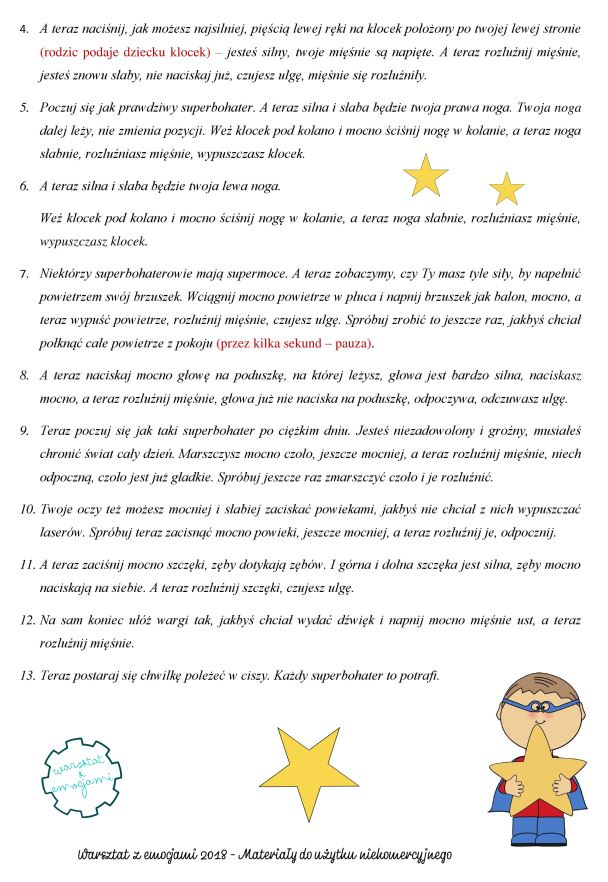 4. A teraz naciśnij, jak możesz najsilniej, pięścią lewej ręki na klocek położony po twojej lewej stronie
(rodzic podaje dziecku klocek) – jesteś silny, twoje mięśnie są napięte. A teraz rozluźnij mięśnie,
jesteś znowu słaby, nie naciskaj już, czujesz ulgę, mięśnie się rozluźniły.
5. Poczuj się jak prawdziwy superbohater. A teraz silna i słaba będzie twoja prawa noga. Twoja noga
dalej leży, nie zmienia pozycji. Weź klocek pod kolano i mocno ściśnij nogę w kolanie, a teraz noga
słabnie, rozluźniasz mięśnie, wypuszczasz klocek.
6. A teraz silna i słaba będzie twoja lewa noga.
Weź klocek pod kolano i mocno ściśnij nogę w kolanie, a teraz noga słabnie, rozluźniasz mięśnie,
wypuszczasz klocek.
7. Niektórzy superbohaterowie mają supermoce. A teraz zobaczymy, czy Ty masz tyle siły, by napełnić
powietrzem swój brzuszek. Wciągnij mocno powietrze w płuca i napnij brzuszek jak balon, mocno, a
teraz wypuść powietrze, rozluźnij mięśnie, czujesz ulgę. Spróbuj zrobić to jeszcze raz, jakbyś chciał
połknąć całe powietrze z pokoju (przez kilka sekund – pauza).
8. A teraz naciskaj mocno głowę na poduszkę, na której leżysz, głowa jest bardzo silna, naciskasz
mocno, a teraz rozluźnij mięśnie, głowa już nie naciska na poduszkę, odpoczywa, odczuwasz ulgę.
9. Teraz poczuj się jak taki superbohater po ciężkim dniu. Jesteś niezadowolony i groźny, musiałeś
chronić świat cały dzień. Marszczysz mocno czoło, jeszcze mocniej, a teraz rozluźnij mięśnie, niech
odpoczną, czoło jest już gładkie. Spróbuj jeszcze raz zmarszczyć czoło i je rozluźnić.
10. Twoje oczy też możesz mocniej i słabiej zaciskać powiekami, jakbyś nie chciał z nich wypuszczać
laserów. Spróbuj teraz zacisnąć mocno powieki, jeszcze mocniej, a teraz rozluźnij je, odpocznij.
11. A teraz zaciśnij mocno szczęki, zęby dotykają zębów. I górna i dolna szczęka jest silna, zęby mocno
naciskają na siebie. A teraz rozluźnij szczęki, czujesz ulgę.
12. Na sam koniec ułóż wargi tak, jakbyś chciał wydać dźwięk i napnij mocno mięśnie ust, a teraz
rozluźnij mięśnie.
13. Teraz postaraj się chwilkę poleżeć w ciszy. Każdy superbohater to potrafi.
warsztat
z
emocjami
Warsztat z emocjami 2018 - Materiały do użytku niekomercyjnego